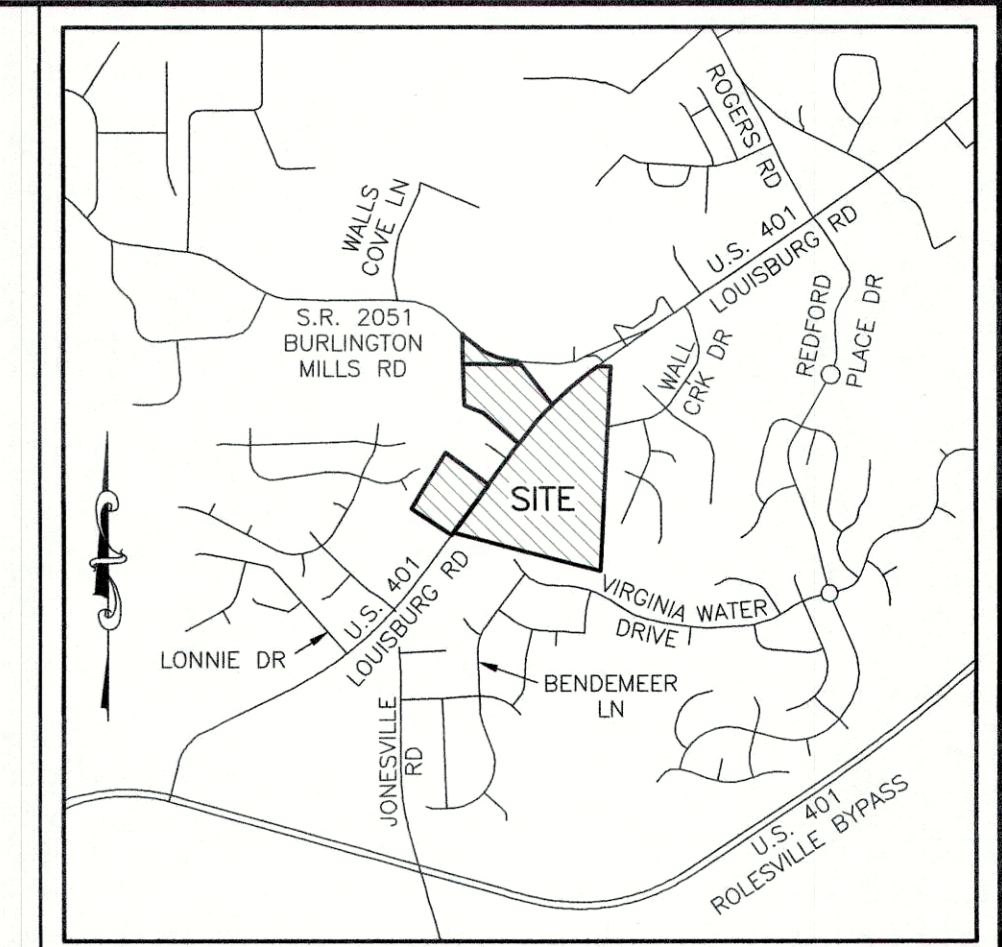 ROGERS RD
WALLS
COVE LN
U.S. 401
LOUISBURG RD
S.R. 2051
BURLINGTON
MILLS RD
WALL
CRK DR
REDFORD
PLACE DR
SITE
U.S. 401
LOUISBURG RD
VIRGINIA WATER
DRIVE
LONNIE DR
BENDEMEER
LN
JONESVILLE
RD
U.S. 401
ROLESVILLE BYPASS